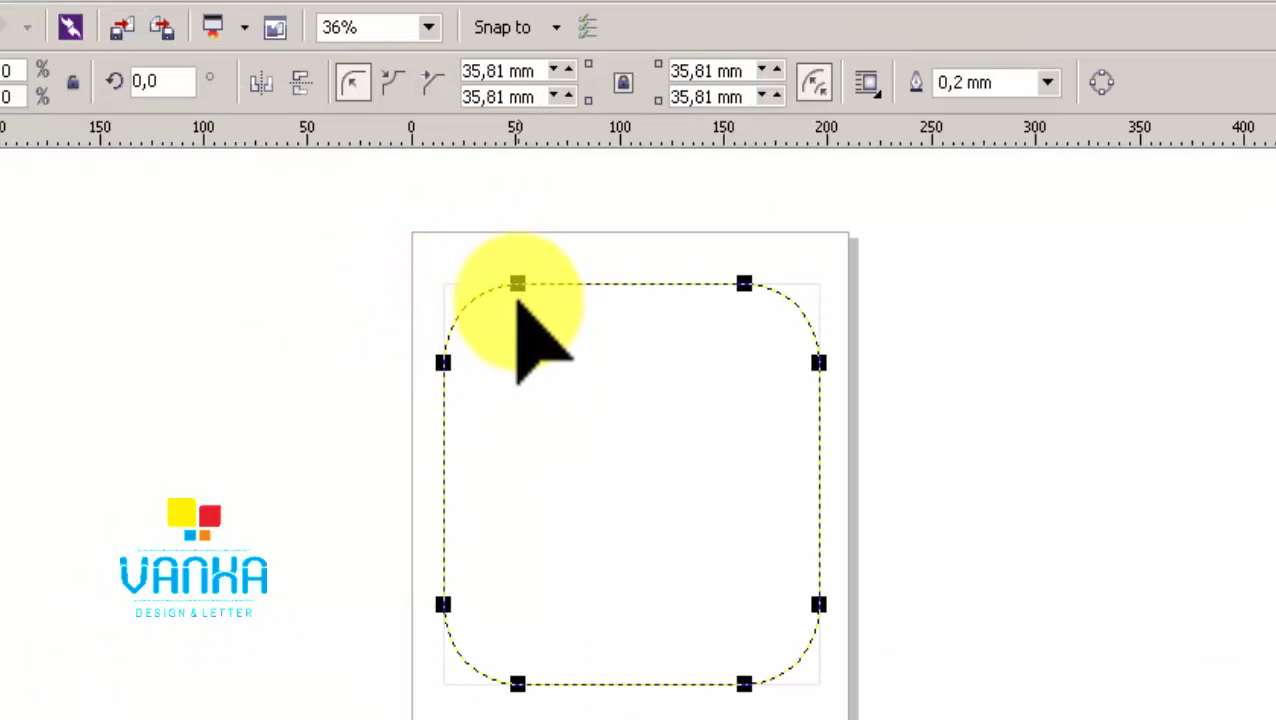 36%
Snap to
0 % 0,0 ° 35,81 mm 35,81 mm 0,2 mm
0 % 35,81 mm 35,81 mm
0 150 100 50 0 50 100 150 200 250 300 350 400
VANKA
DESIGN & LETTER